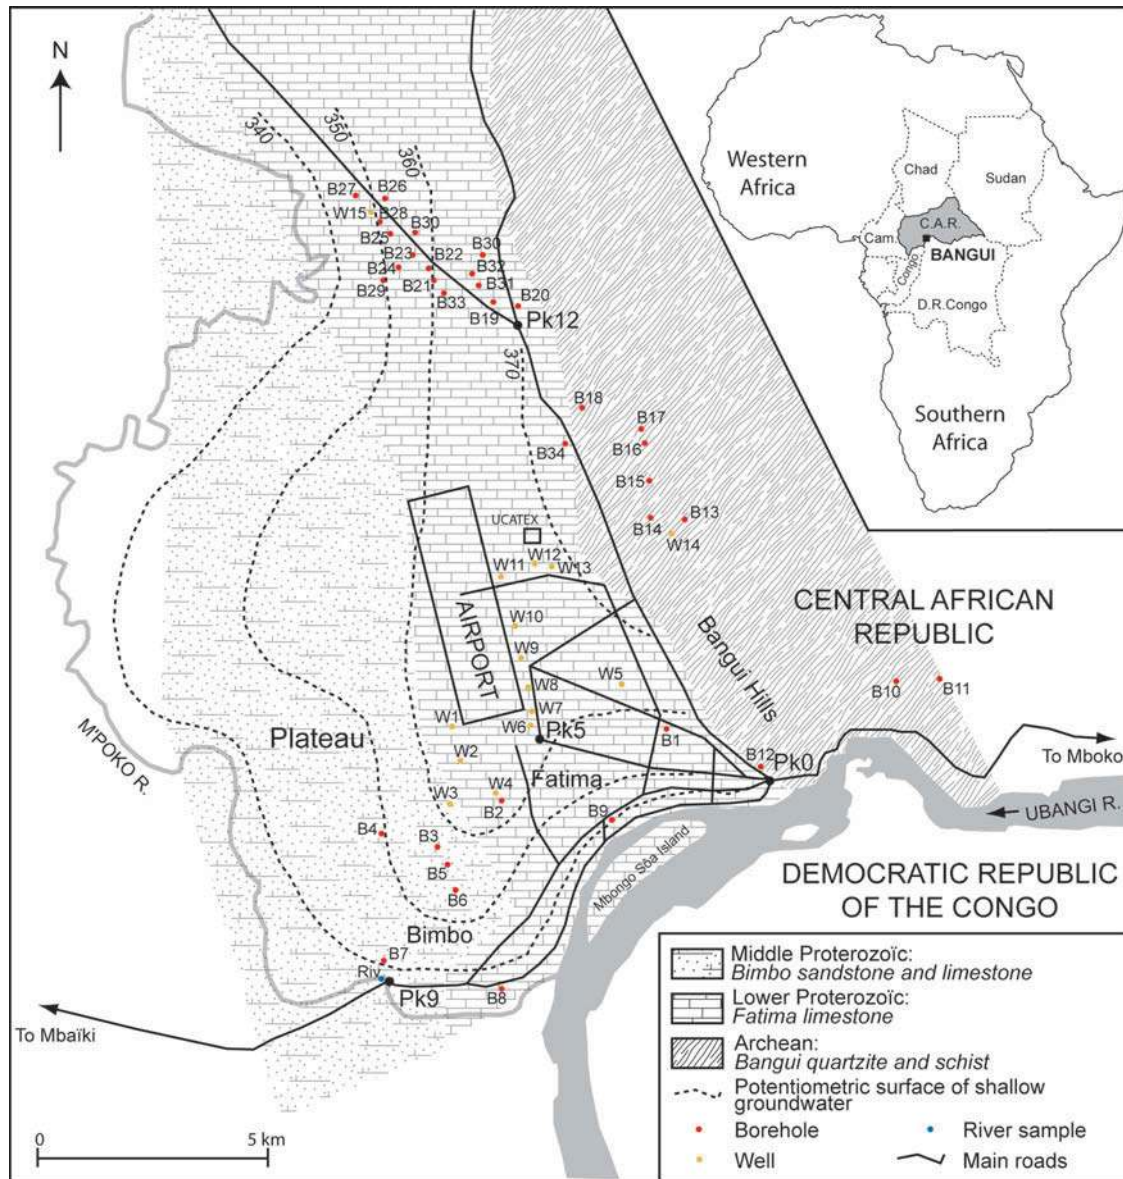 N
340
350
360
B27
B26
W15
B28
B25
B30
B23
B22
B30
B24
B32
B29
B21
B31
B33
B20
B19
Pk12
370
B18
B17
B34
B16
B15
B14
B13
W14
UCATEX
W12
W11
W13
AIRPORT
W10
W9
W5
W8
W7
W6
Pk5
W1
W2
B1
Bangui Hills
B10
B11
B12
Pk0
To Mboko
Plateau
Fatima
M'POKO R.
W3
W4
B2
B9
B4
B3
B5
B6
Mbongo Sôa Island
UBANGI R.
Bimbo
B7
Riv
Pk9
B8
To Mbaïki
0
5 km
CENTRAL AFRICAN
REPUBLIC
DEMOCRATIC REPUBLIC
OF THE CONGO
Western
Africa
Chad
Sudan
C.A.R.
Cam.
BANGUI
Congo
D.R.Congo
Southern
Africa
Middle Proterozoïc:
Bimbo sandstone and limestone
Lower Proterozoïc:
Fatima limestone
Archean:
Bangui quartzite and schist
Potentiometric surface of shallow
groundwater
Borehole
River sample
Well
Main roads